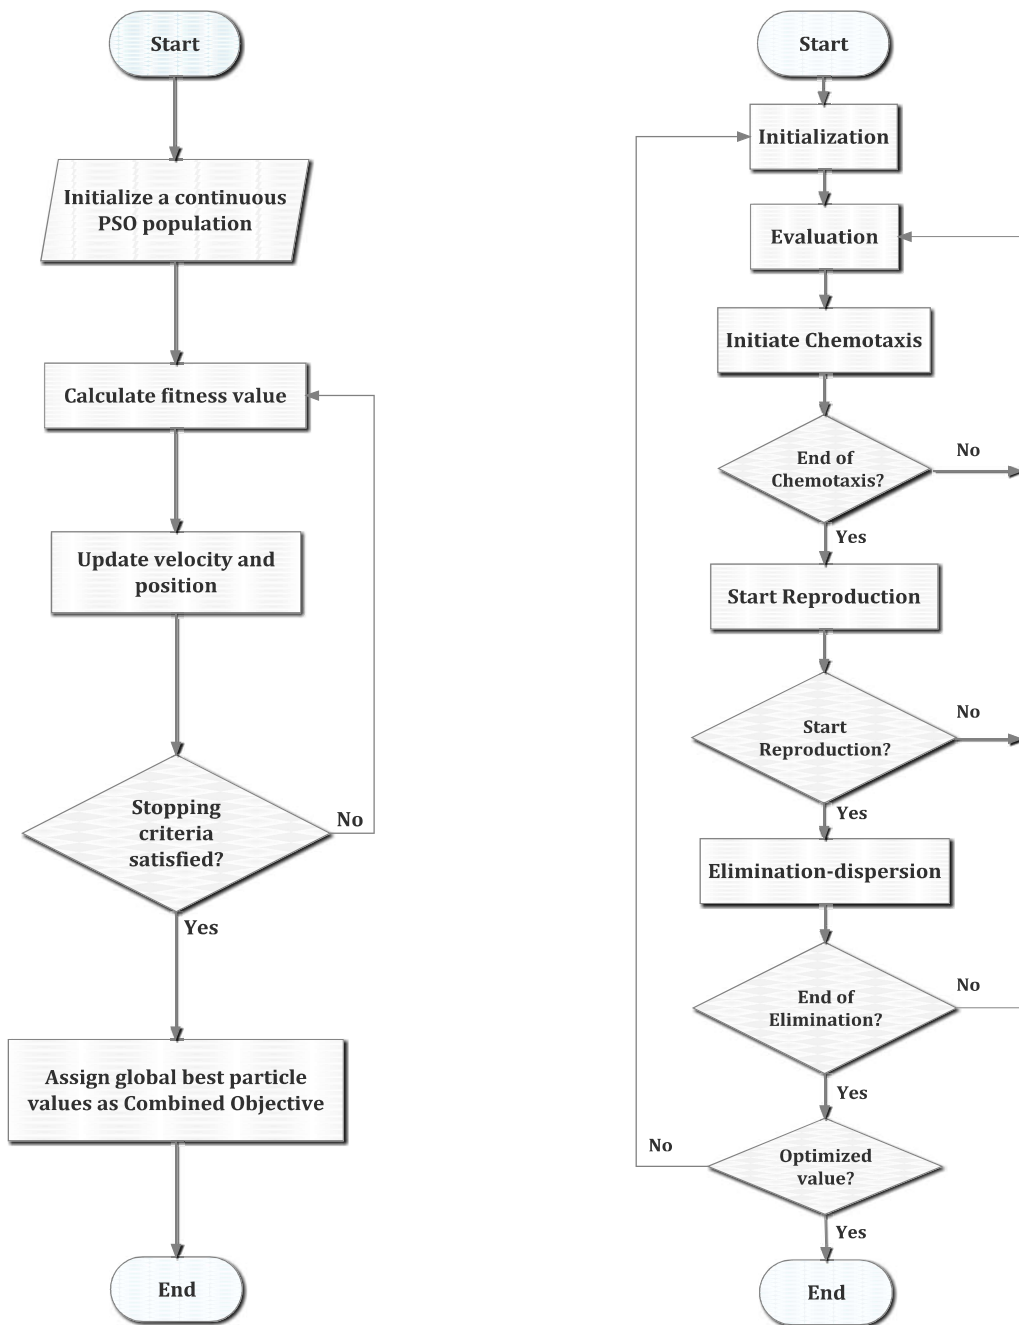 Start
Initialize a continuous
PSO population
Calculate fitness value
Update velocity and
position
Stopping
criteria
satisfied?
No
Yes
Assign global best particle
values as Combined Objective
End
Start
Initialization
Evaluation
Initiate Chemotaxis
End of
Chemotaxis?
No
Yes
Start Reproduction
Start
Reproduction?
No
Yes
Elimination-dispersion
End of
Elimination?
No
Yes
Optimized
value?
No
Yes
End